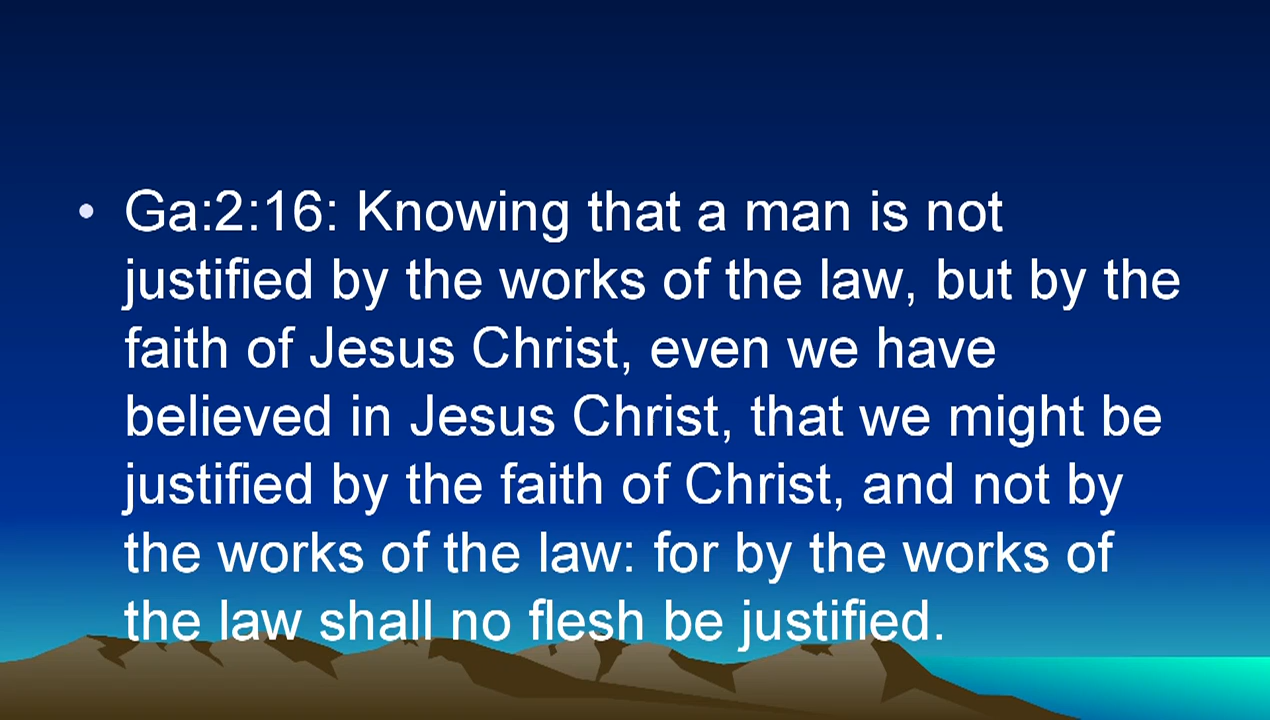 • Ga:2:16: Knowing that a man is not
justified by the works of the law, but by the
faith of Jesus Christ, even we have
believed in Jesus Christ, that we might be
justified by the faith of Christ, and not by
the works of the law: for by the works of
the law shall no flesh be justified.